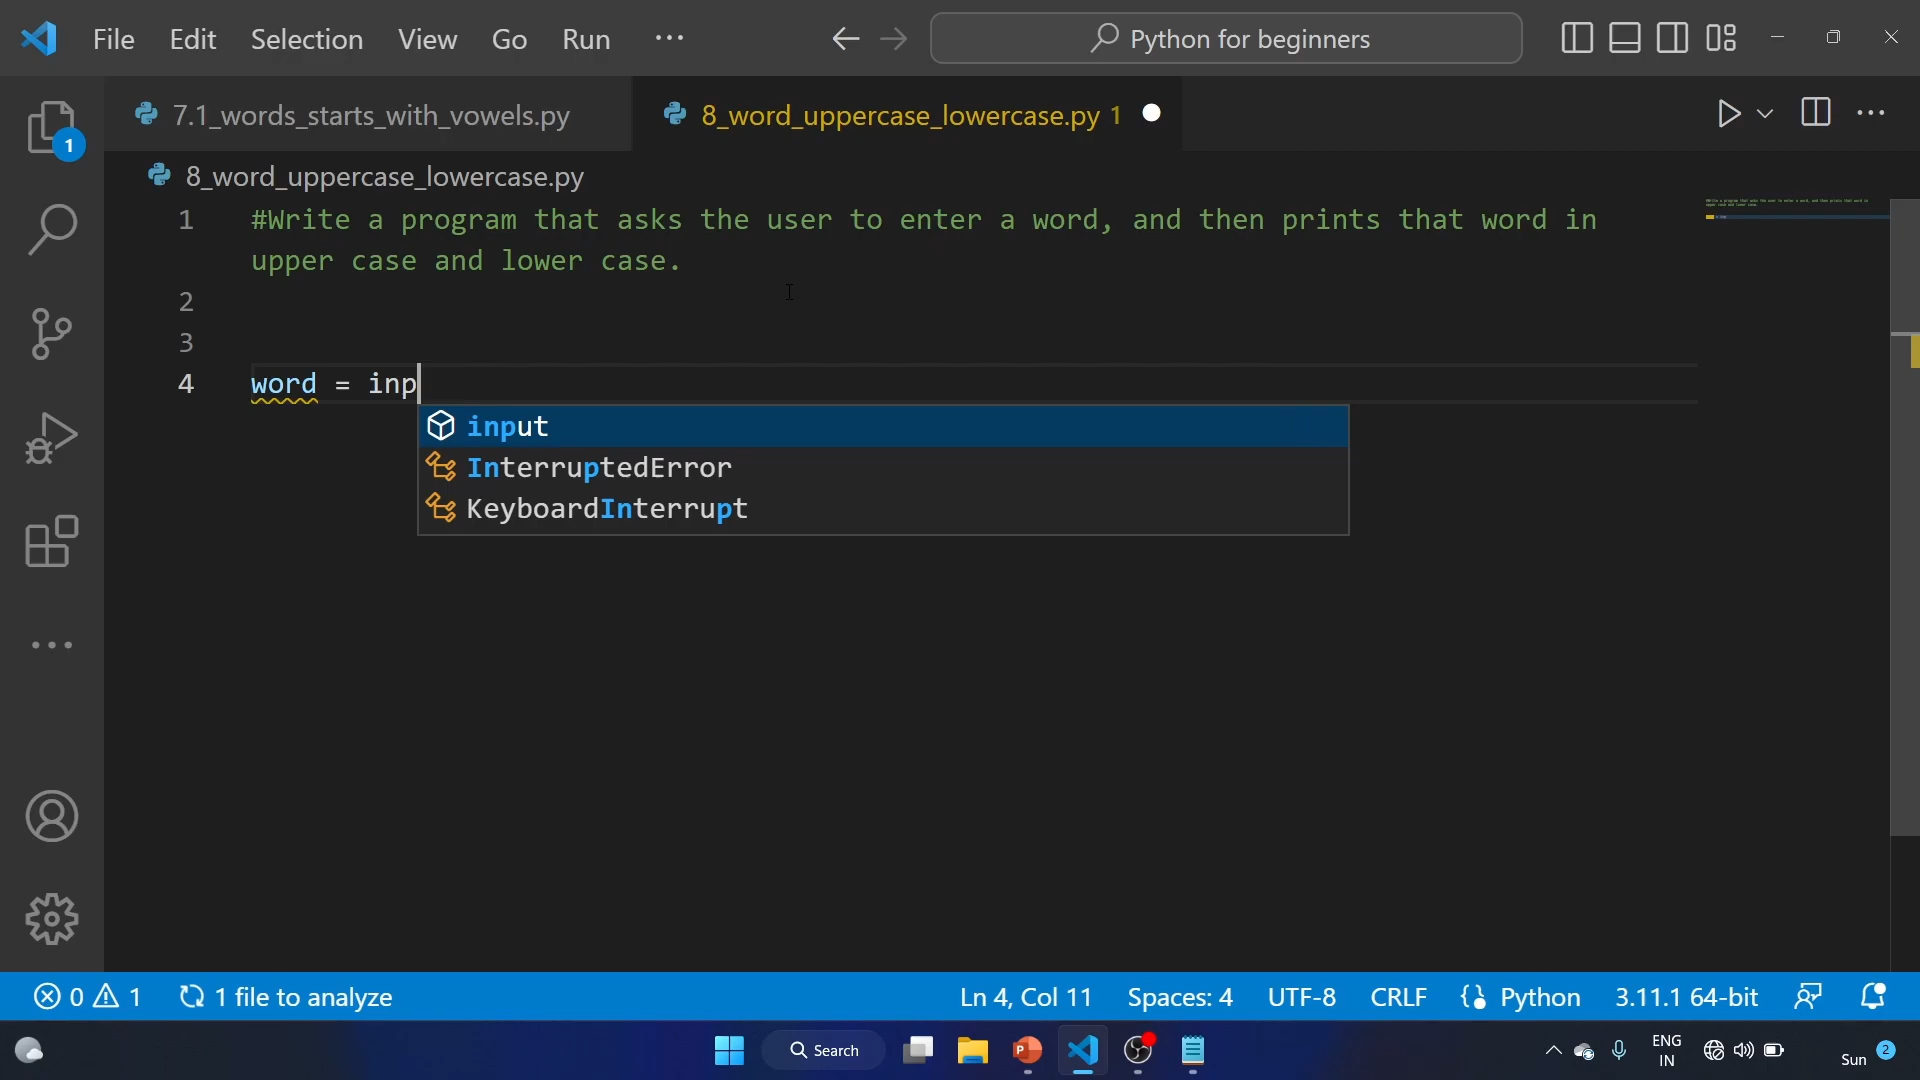 File Edit Selection View Go Run ··· Python for beginners
7.1_words_starts_with_vowels.py 8_word_uppercase_lowercase.py 1
8_word_uppercase_lowercase.py
1 #Write a program that asks the user to enter a word, and then prints that word in
upper case and lower case.
2
3
4 word = inp
input
InterruptedError
KeyboardInterrupt
1
0 1 1 file to analyze Ln 4, Col 11 Spaces: 4 UTF-8 CRLF {} Python 3.11.1 64-bit
Search ENG
IN Sun 2